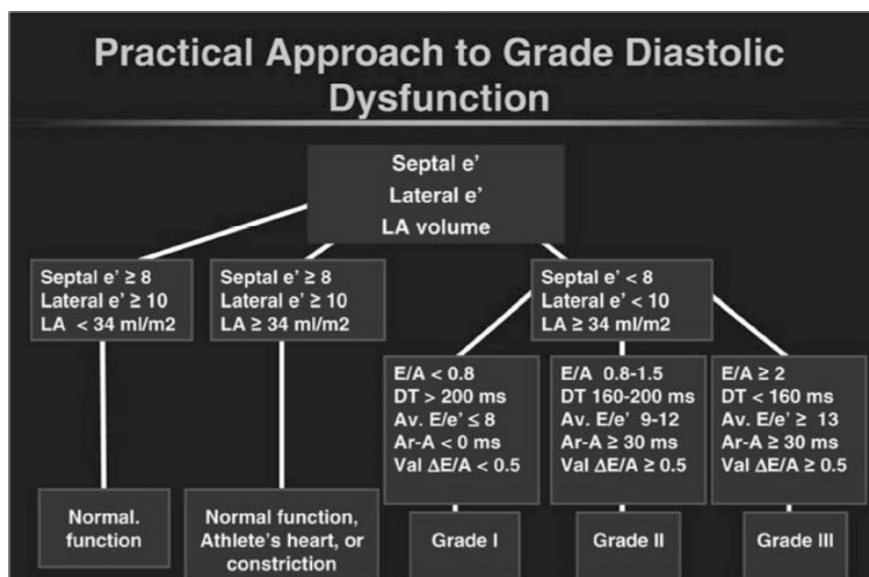 Practical Approach to Grade Diastolic
Dysfunction
Septal e'
Lateral e'
LA volume
Septal e' ≥ 8
Lateral e' ≥ 10
LA < 34 ml/m2
Septal e' ≥ 8
Lateral e' ≥ 10
LA ≥ 34 ml/m2
Septal e' < 8
Lateral e' < 10
LA ≥ 34 ml/m2
E/A < 0.8
DT > 200 ms
Av. E/e' ≤ 8
Ar-A < 0 ms
Val ΔE/A < 0.5
E/A 0.8-1.5
DT 160-200 ms
Av. E/e' 9-12
Ar-A ≥ 30 ms
Val ΔE/A ≥ 0.5
E/A ≥ 2
DT < 160 ms
Av. E/e' ≥ 13
Ar-A ≥ 30 ms
Val ΔE/A ≥ 0.5
Normal.
function
Normal function,
Athlete's heart, or
constriction
Grade I
Grade II
Grade III